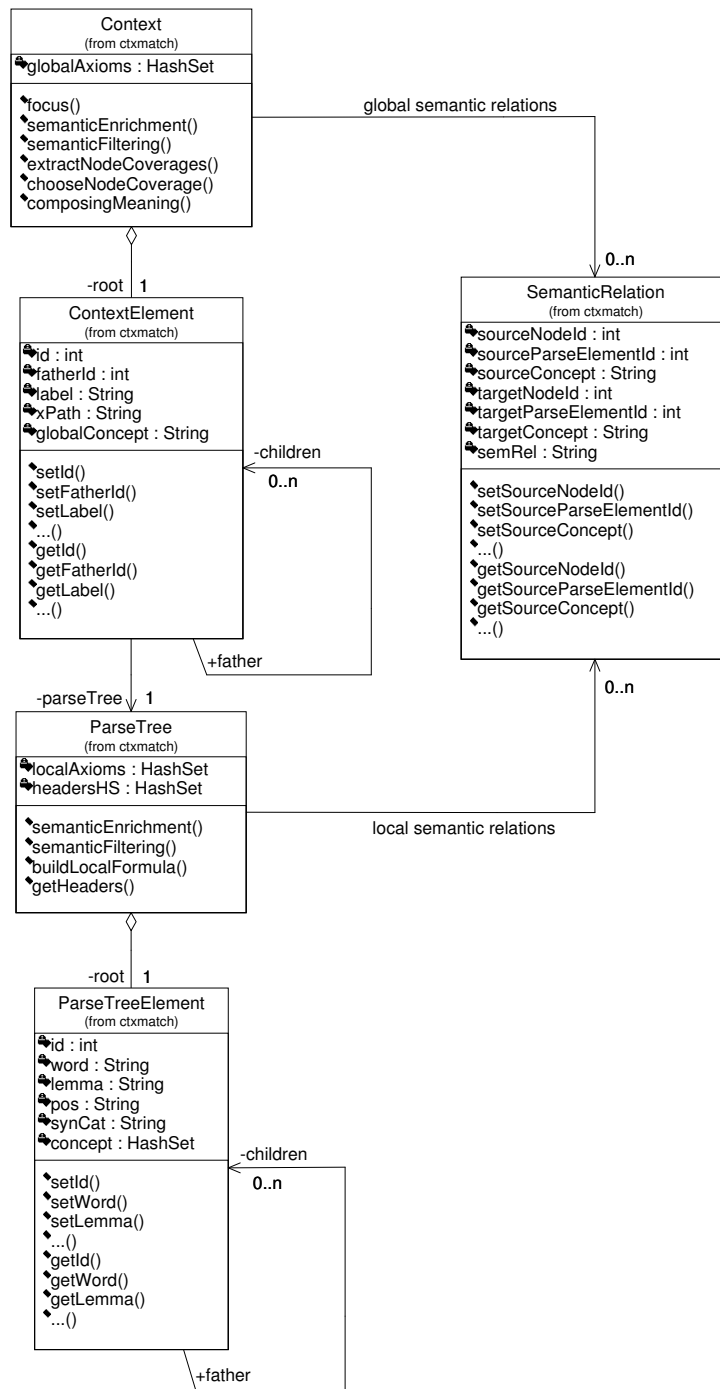 Context
(from ctxmatch)
globalAxioms : HashSet
focus()
semanticEnrichment()
semanticFiltering()
extractNodeCoverages()
chooseNodeCoverage()
composingMeaning()
global semantic relations
0..n
-root 1
ContextElement
(from ctxmatch)
id : int
fatherId : int
label : String
xPath : String
globalConcept : String
setId()
setFatherId()
setLabel()
...()
getId()
getFatherId()
getLabel()
...()
-children
0..n
+father
SemanticRelation
(from ctxmatch)
sourceNodeId : int
sourceParseElementId : int
sourceConcept : String
targetNodeId : int
targetParseElementId : int
targetConcept : String
semRel : String
setSourceNodeId()
setSourceParseElementId()
setSourceConcept()
...()
getSourceNodeId()
getSourceParseElementId()
getSourceConcept()
...()
0..n
-parseTree 1
ParseTree
(from ctxmatch)
localAxioms : HashSet
headersHS : HashSet
semanticEnrichment()
semanticFiltering()
buildLocalFormula()
getHeaders()
local semantic relations
-root 1
ParseTreeElement
(from ctxmatch)
id : int
word : String
lemma : String
pos : String
synCat : String
concept : HashSet
setId()
setWord()
setLemma()
...()
getId()
getWord()
getLemma()
...()
-children
0..n
+father